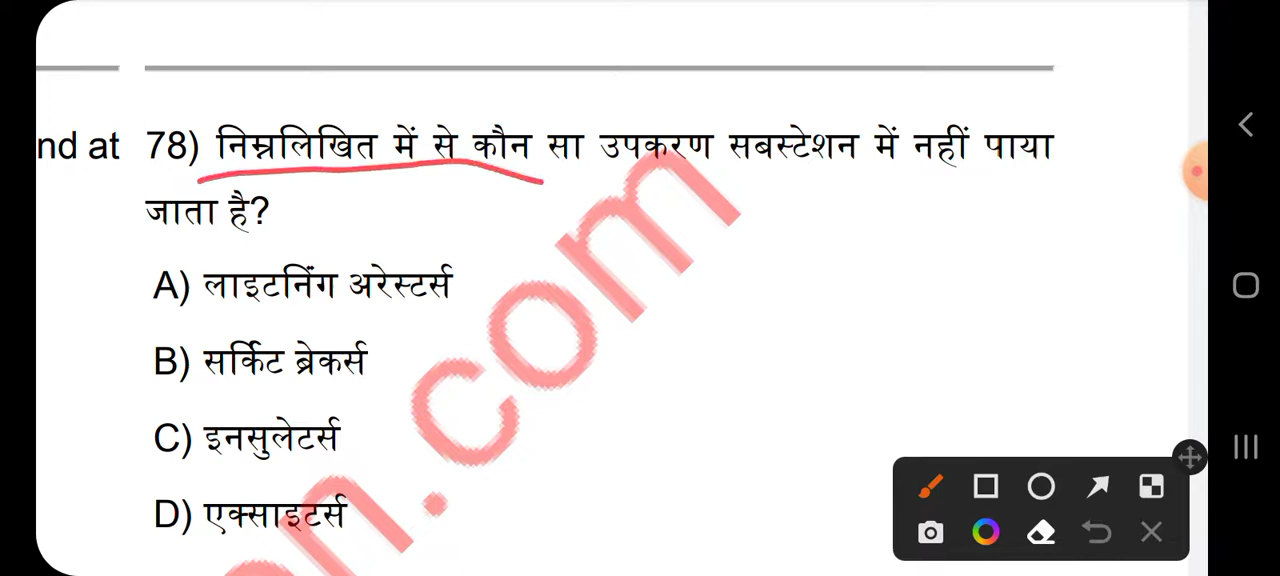 nd at 78) निम्नलिखित में से कौन सा उपकरण सबस्टेशन में नहीं पाया
जाता है?
A) लाइटनिंग अरेस्टर्स
B) सर्किट ब्रेकर्स
C) इनसुलेटर्स
D) एक्साइटर्स
n.com